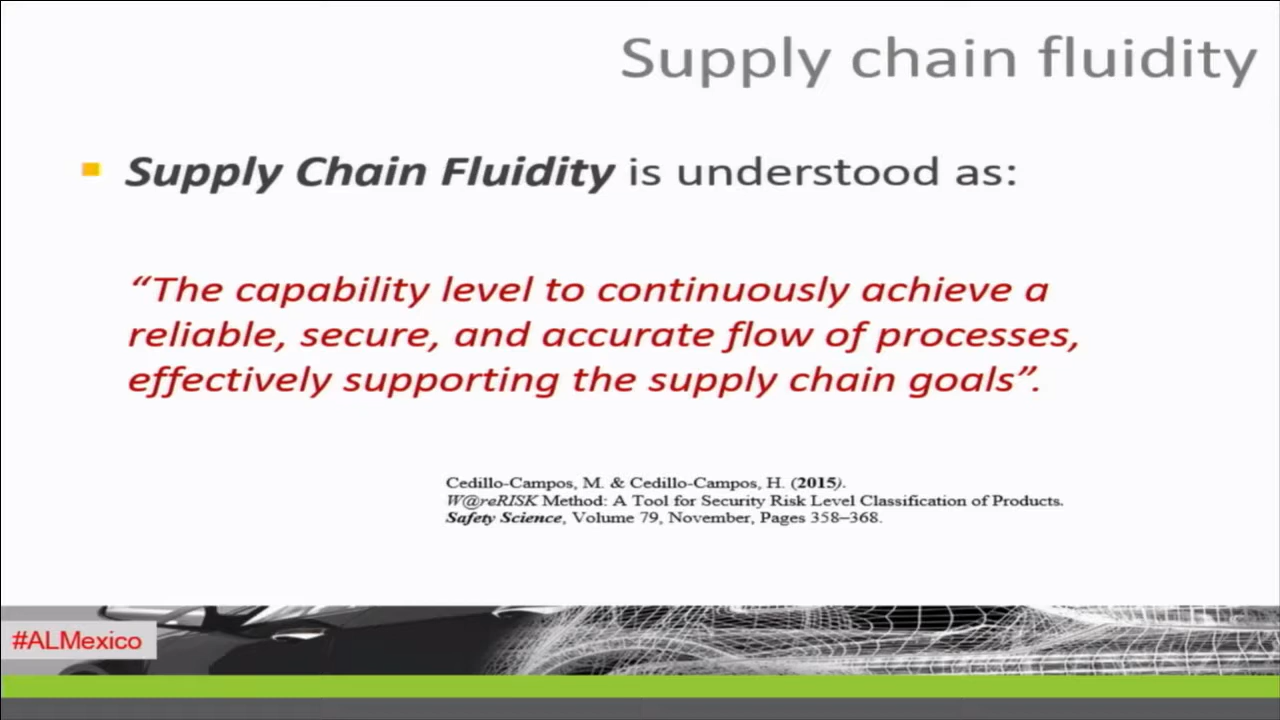 Supply chain fluidity
Supply Chain Fluidity is understood as:
“The capability level to continuously achieve a
reliable, secure, and accurate flow of processes,
effectively supporting the supply chain goals”.
Cedillo-Campos, M. & Cedillo-Campos, H. (2015).
W@reRISK Method: A Tool for Security Risk Level Classification of Products.
Safety Science, Volume 79, November, Pages 358–368.
#ALMexico